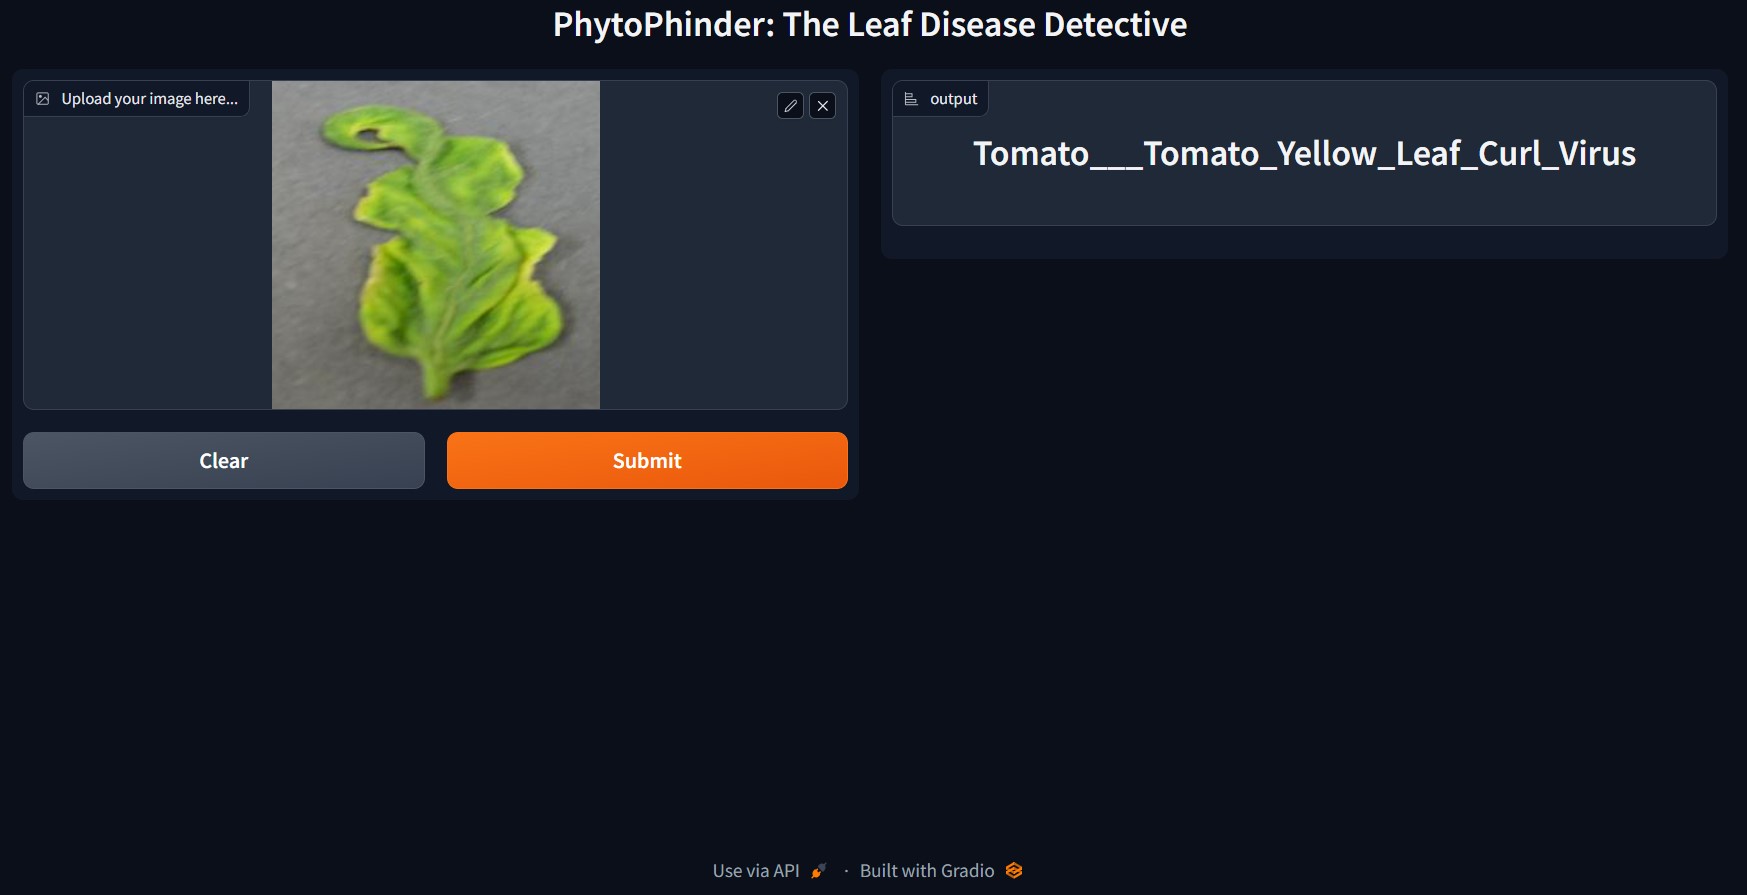 PhytoPhinder: The Leaf Disease Detective
Upload your image here...
output
Tomato___Tomato_Yellow_Leaf_Curl_Virus
Clear
Submit
Use via API · Built with Gradio